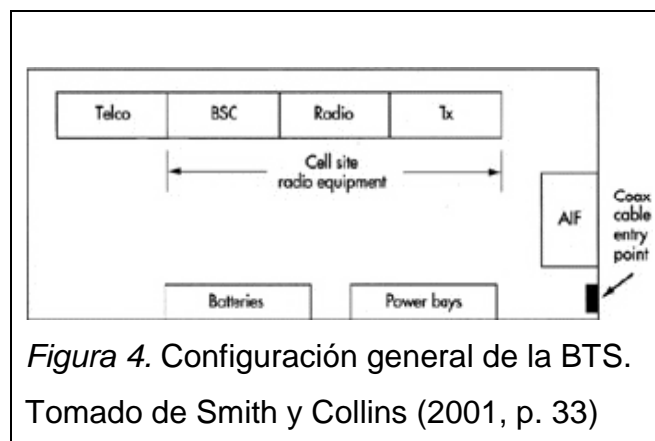 Telco BSC Radio Tx
Cell site
radio equipment
AIF
Coax
cable
entry
point
Batteries Power bays
Figura 4. Configuración general de la BTS.
Tomado de Smith y Collins (2001, p. 33)